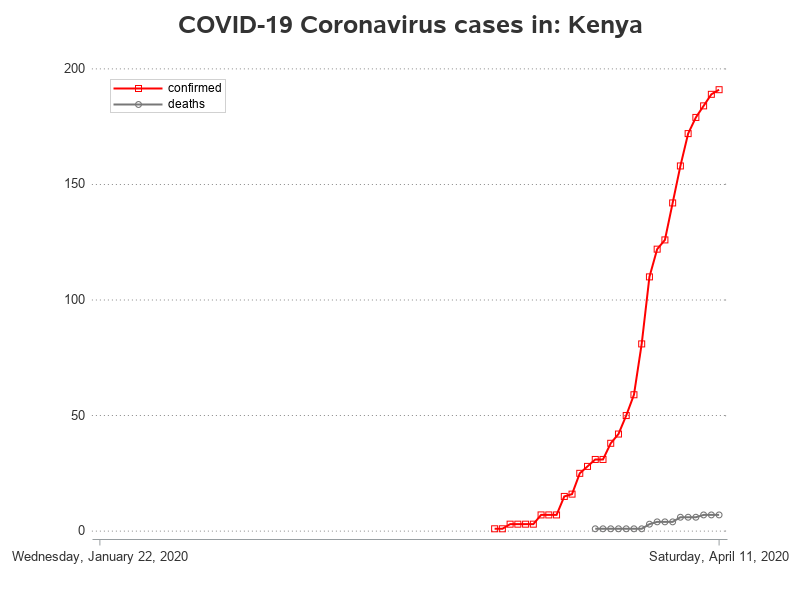 COVID-19 Coronavirus cases in: Kenya
200
confirmed
deaths
150
100
50
0
Wednesday, January 22, 2020
Saturday, April 11, 2020